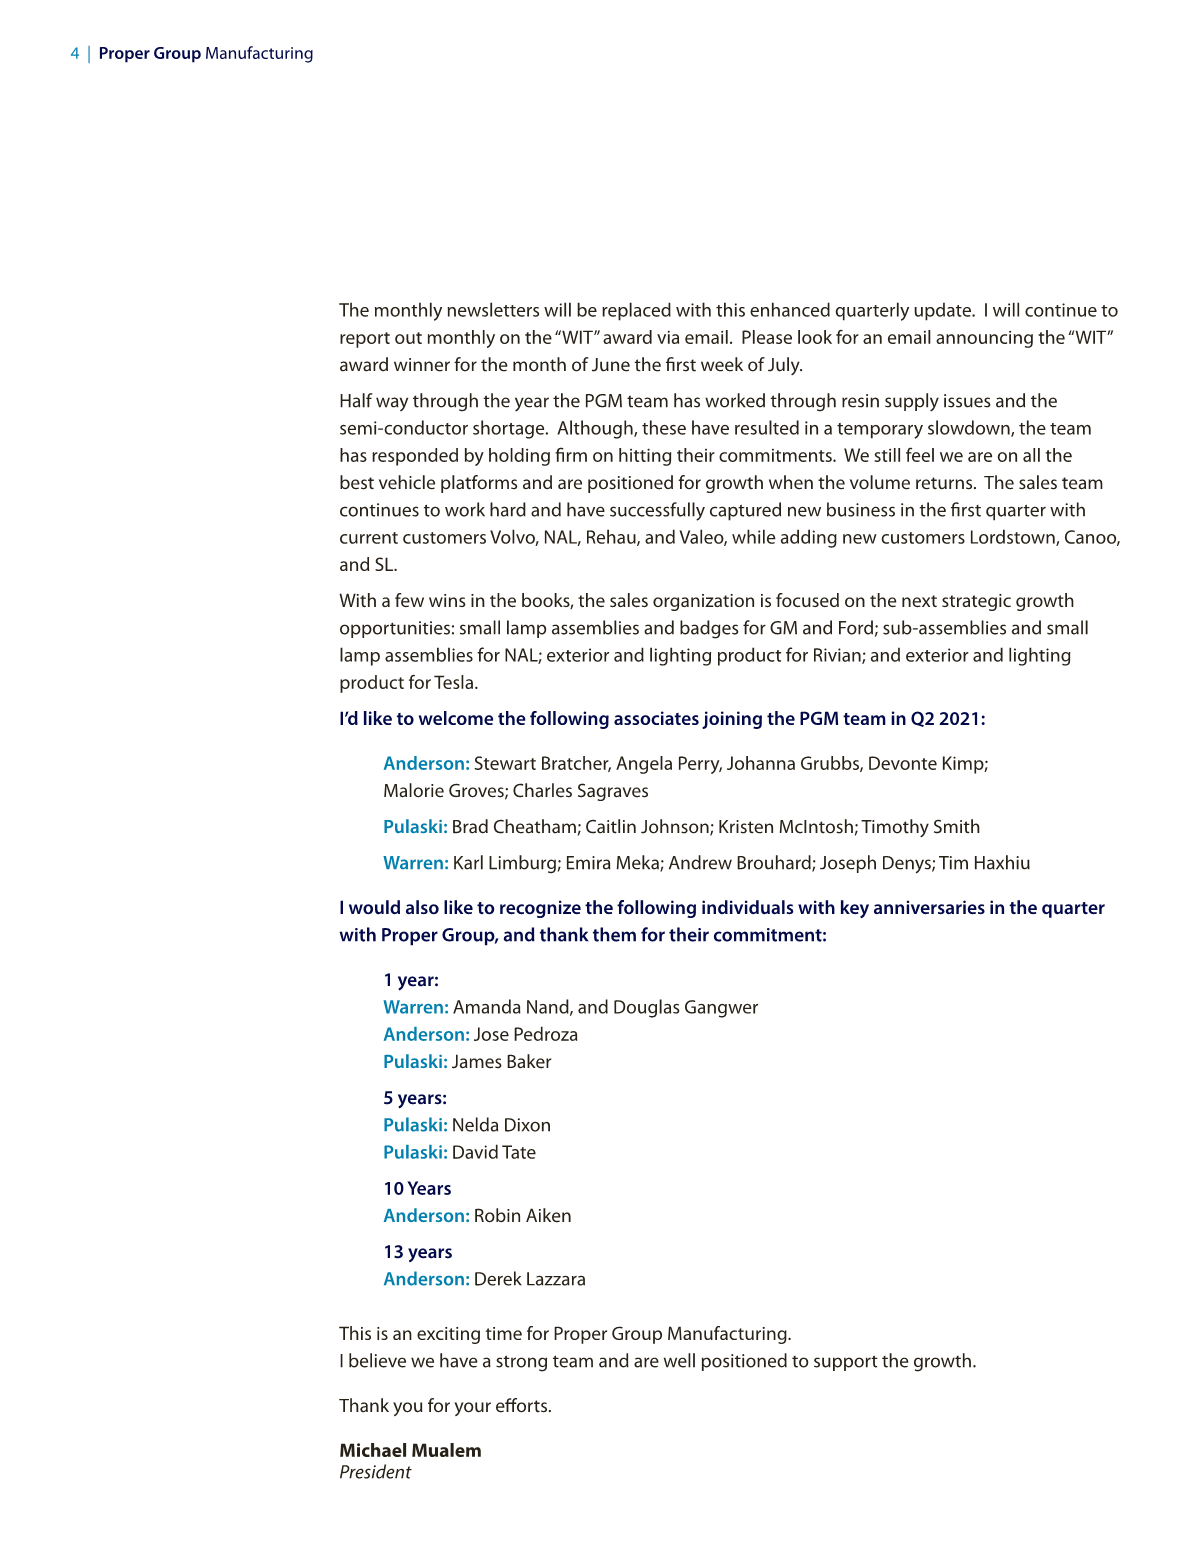 4 | Proper Group Manufacturing
The monthly newsletters will be replaced with this enhanced quarterly update.  I will continue to
report out monthly on the “WIT” award via email.  Please look for an email announcing the “WIT”
award winner for the month of June the first week of July.
Half way through the year the PGM team has worked through resin supply issues and the
semi-conductor shortage.  Although, these have resulted in a temporary slowdown, the team
has responded by holding firm on hitting their commitments.  We still feel we are on all the
best vehicle platforms and are positioned for growth when the volume returns.  The sales team
continues to work hard and have successfully captured new business in the first quarter with
current customers Volvo, NAL, Rehau, and Valeo, while adding new customers Lordstown, Canoo,
and SL.
With a few wins in the books, the sales organization is focused on the next strategic growth
opportunities: small lamp assemblies and badges for GM and Ford; sub-assemblies and small
lamp assemblies for NAL; exterior and lighting product for Rivian; and exterior and lighting
product for Tesla.
I’d like to welcome the following associates joining the PGM team in Q2 2021:
Anderson: Stewart Bratcher, Angela Perry, Johanna Grubbs, Devonte Kimp;
Malorie Groves; Charles Sagraves
Pulaski: Brad Cheatham; Caitlin Johnson; Kristen McIntosh; Timothy Smith
Warren: Karl Limburg; Emira Meka; Andrew Brouhard; Joseph Denys; Tim Haxhiu
I would also like to recognize the following individuals with key anniversaries in the quarter
with Proper Group, and thank them for their commitment:
1 year:
Warren: Amanda Nand, and Douglas Gangwer
Anderson: Jose Pedroza
Pulaski: James Baker
5 years:
Pulaski: Nelda Dixon
Pulaski: David Tate
10 Years
Anderson: Robin Aiken
13 years
Anderson: Derek Lazzara
This is an exciting time for Proper Group Manufacturing.
I believe we have a strong team and are well positioned to support the growth.
Thank you for your efforts.
Michael Mualem
President